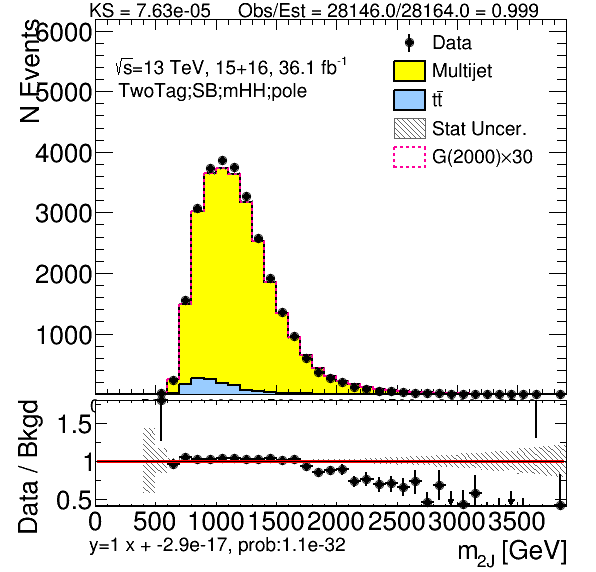 KS = 7.63e-05 Obs/Est = 28146.0/28164.0 = 0.999
N Events
6000
5000
4000
3000
2000
1000
√s=13 TeV, 15+16, 36.1 fb⁻¹
TwoTag;SB;mHH;pole
Data
Multijet
tt̄
Stat Uncer.
G(2000)×30
Data / Bkgd
1.5
1
0.5
0 500 1000 1500 2000 2500 3000 3500
m2J [GeV]
y=1 x + -2.9e-17, prob:1.1e-32